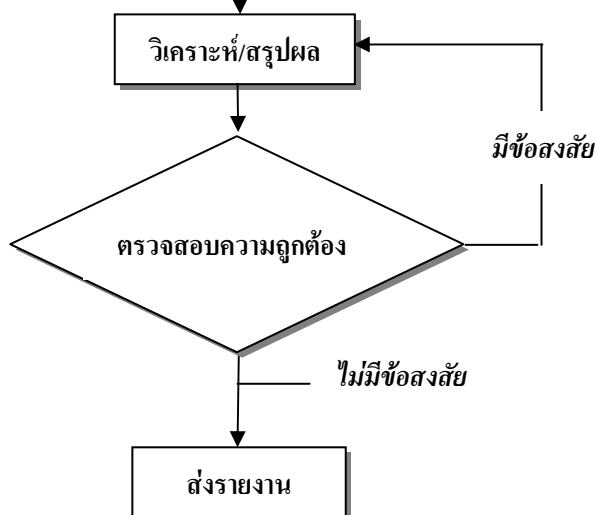 วิเคราะห์/สรุปผล
มีข้อสงสัย
ตรวจสอบความถูกต้อง
ไม่มีข้อสงสัย
ส่งรายงาน